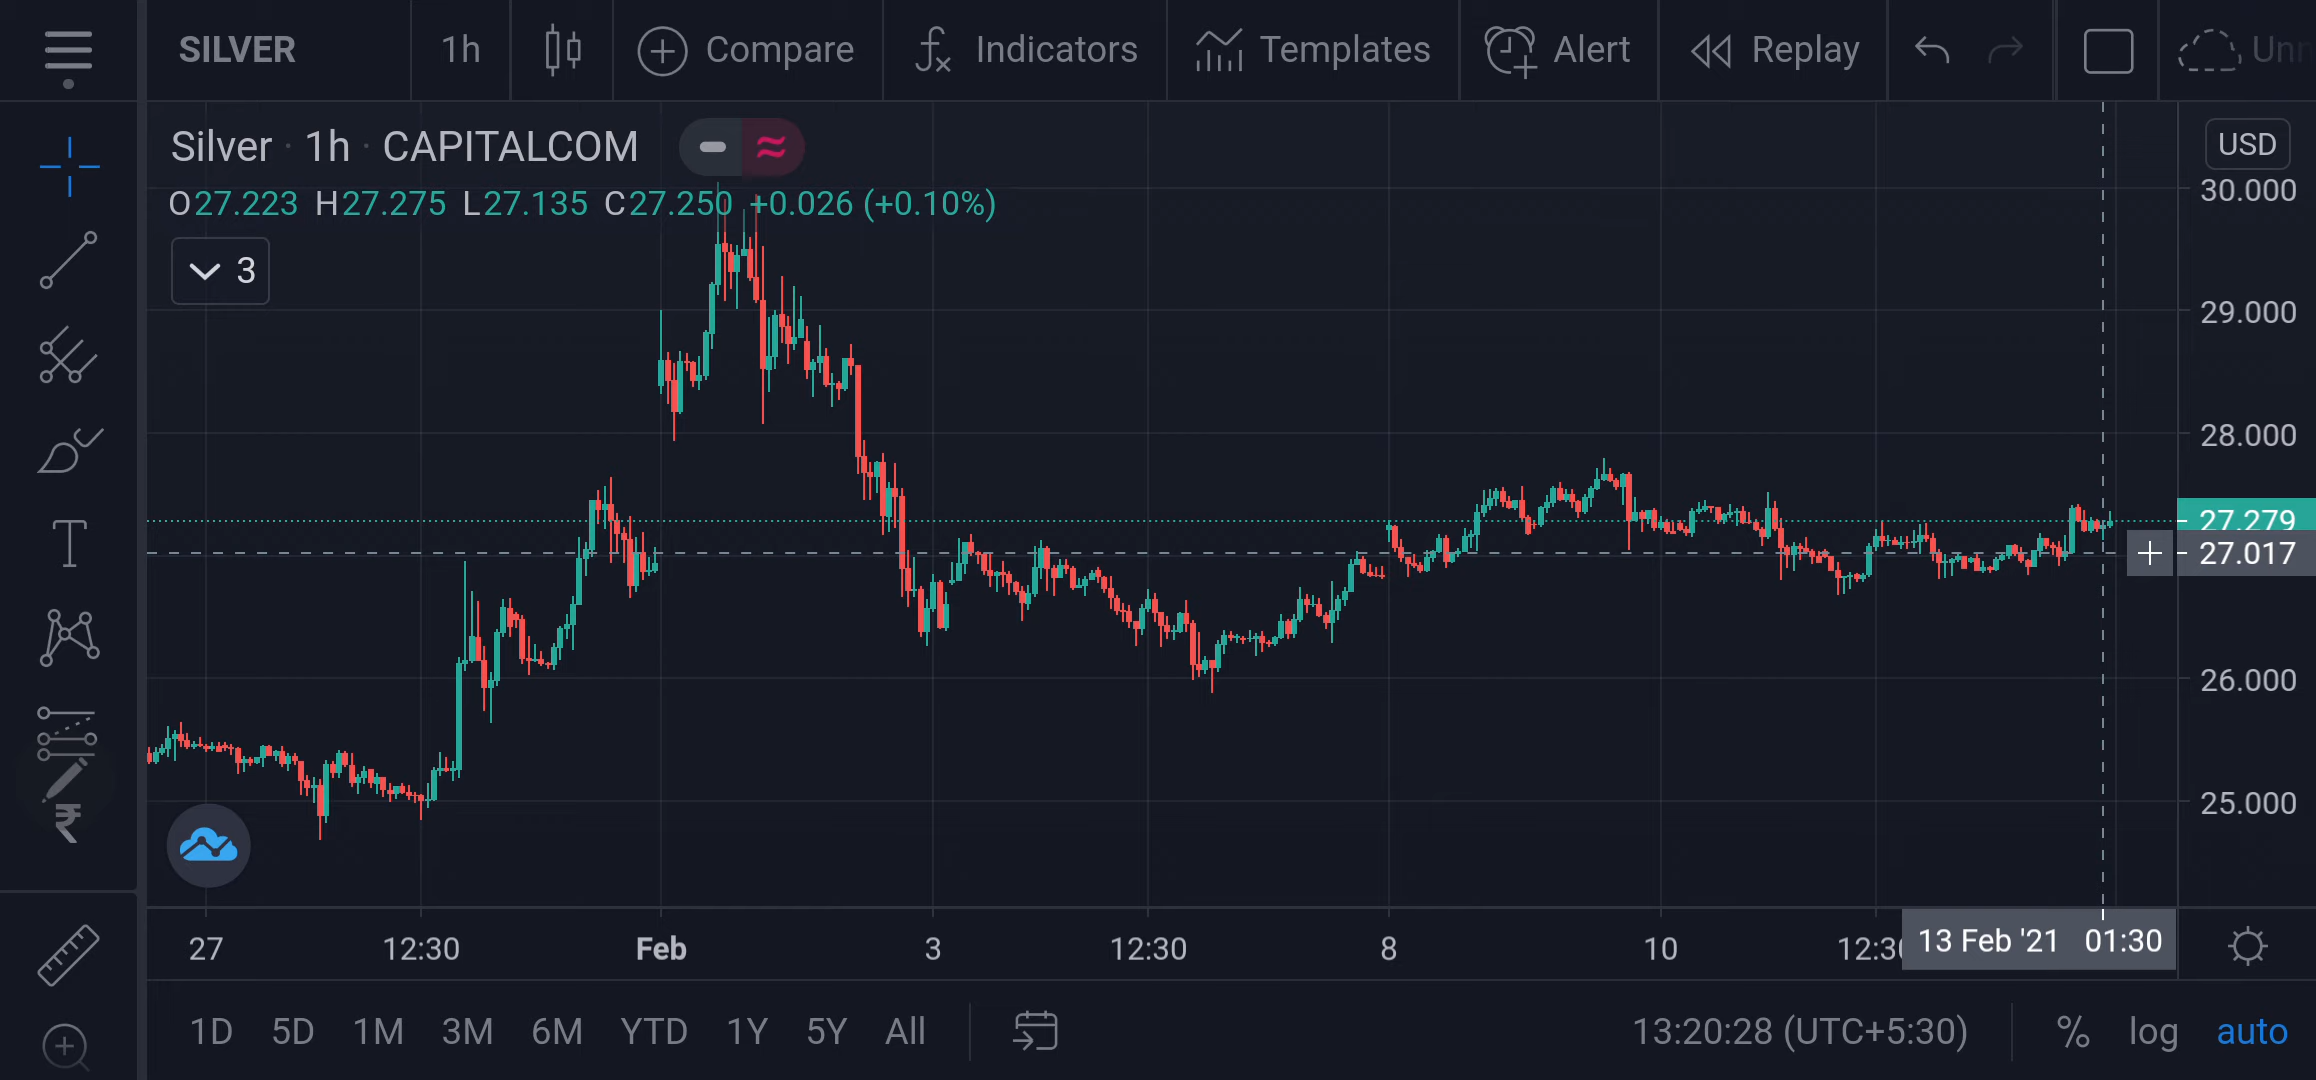 SILVER 1h Compare Indicators Templates Alert Replay
Silver · 1h · CAPITALCOM
USD
O27.223 H27.275 L27.135 C27.250 +0.026 (+0.10%)
3
30.000
29.000
28.000
27.279
27.017
26.000
25.000
27 12:30 Feb 3 12:30 8 10 12:30 13 Feb '21 01:30
1D 5D 1M 3M 6M YTD 1Y 5Y All 13:20:28 (UTC+5:30) % log auto